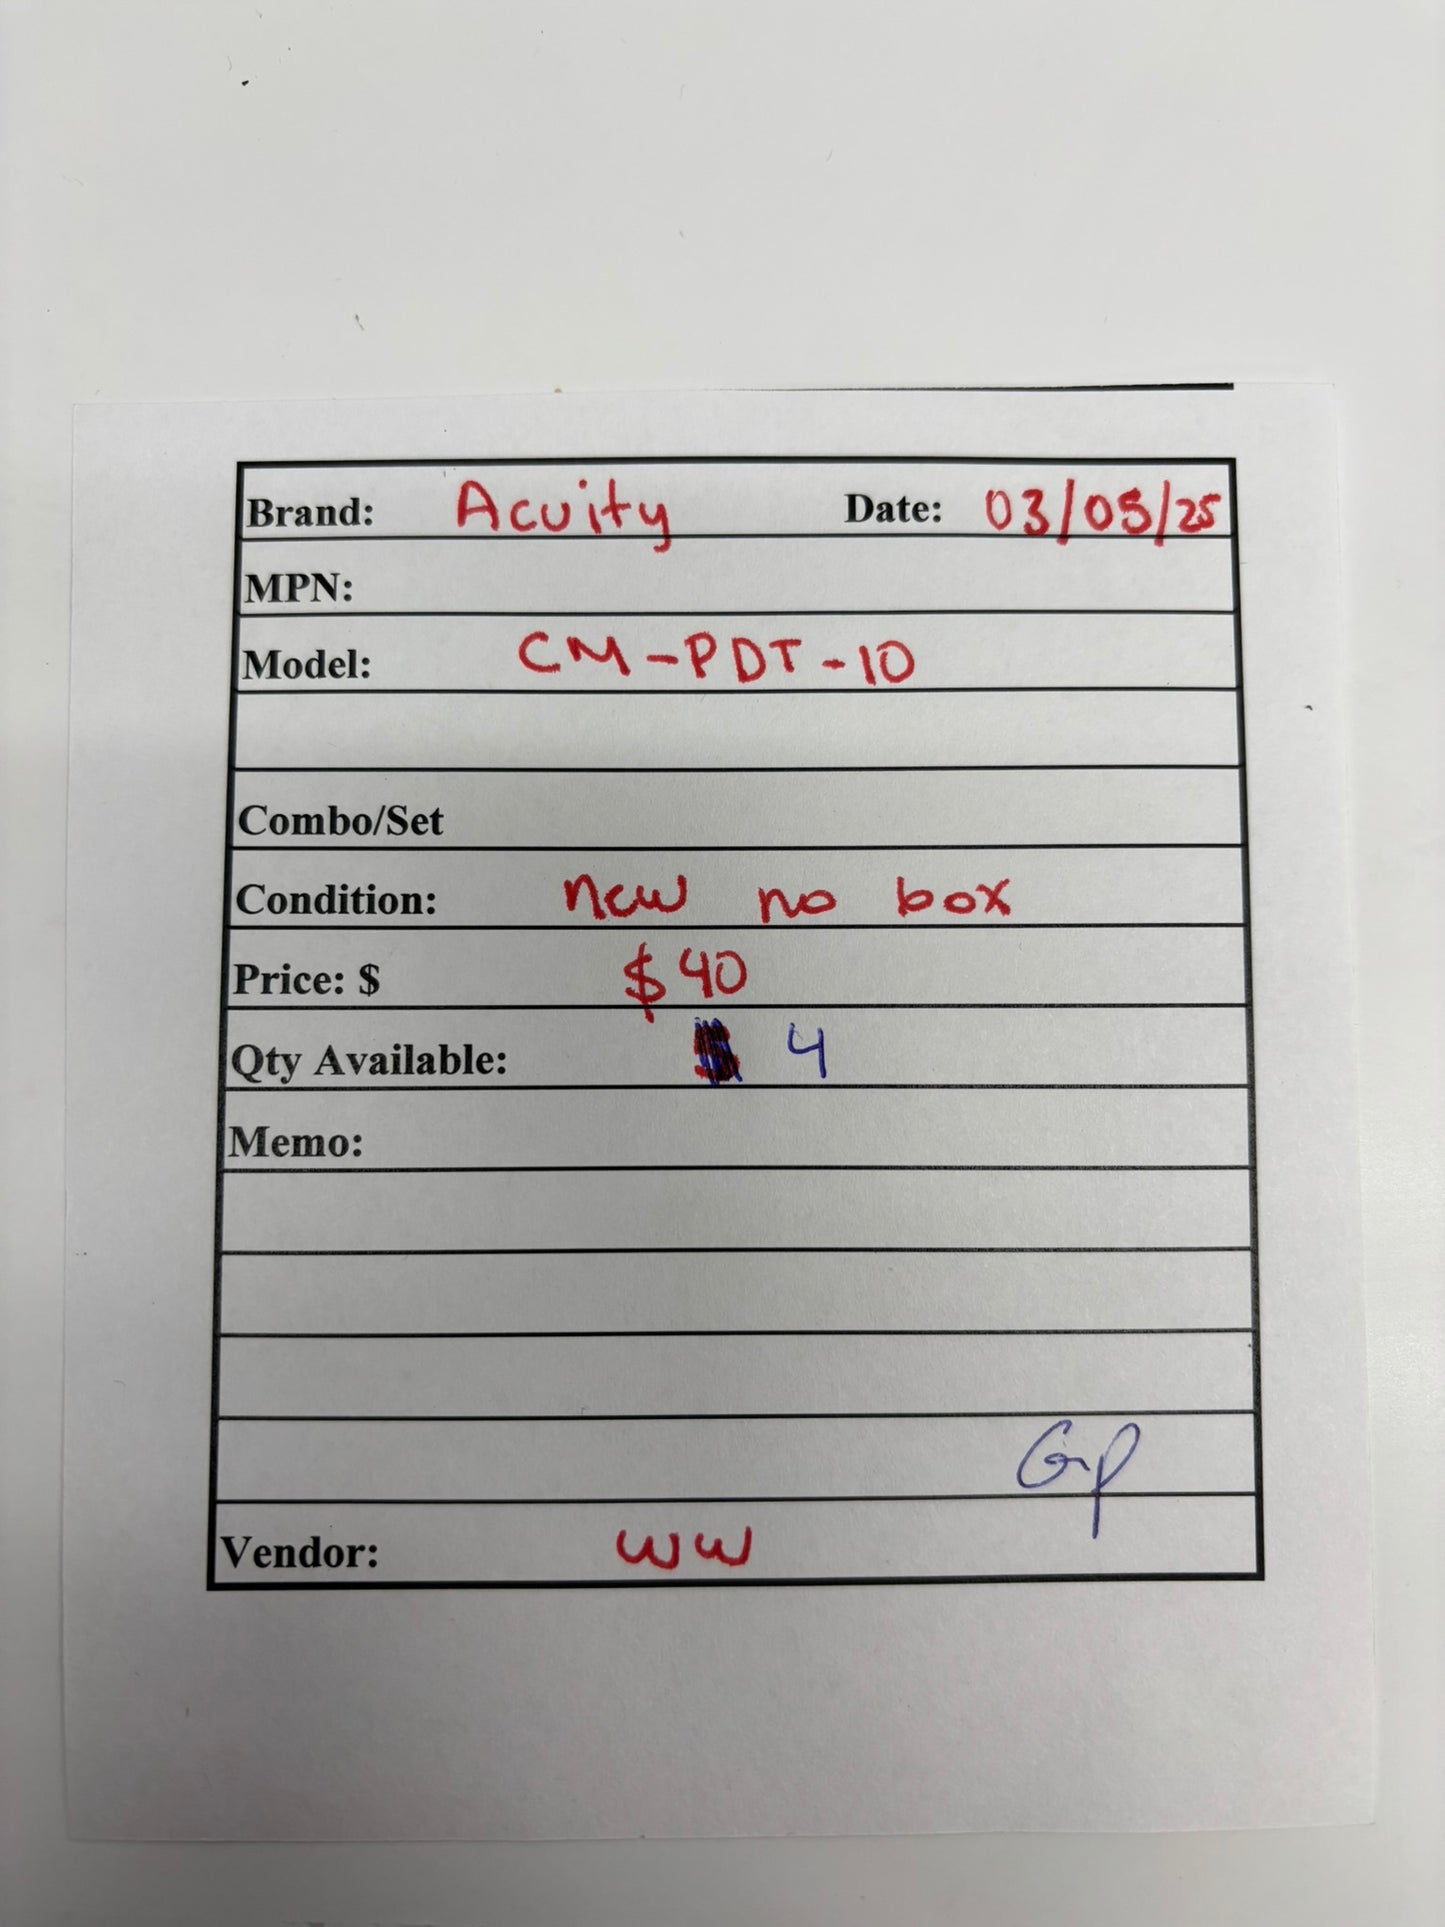 Brand: Acuity Date: 03/05/25
MPN:
Model: CM-PDT-10
Combo/Set
Condition: new no box
Price: $ $40
Qty Available: 4
Memo:
Gp
Vendor: WW